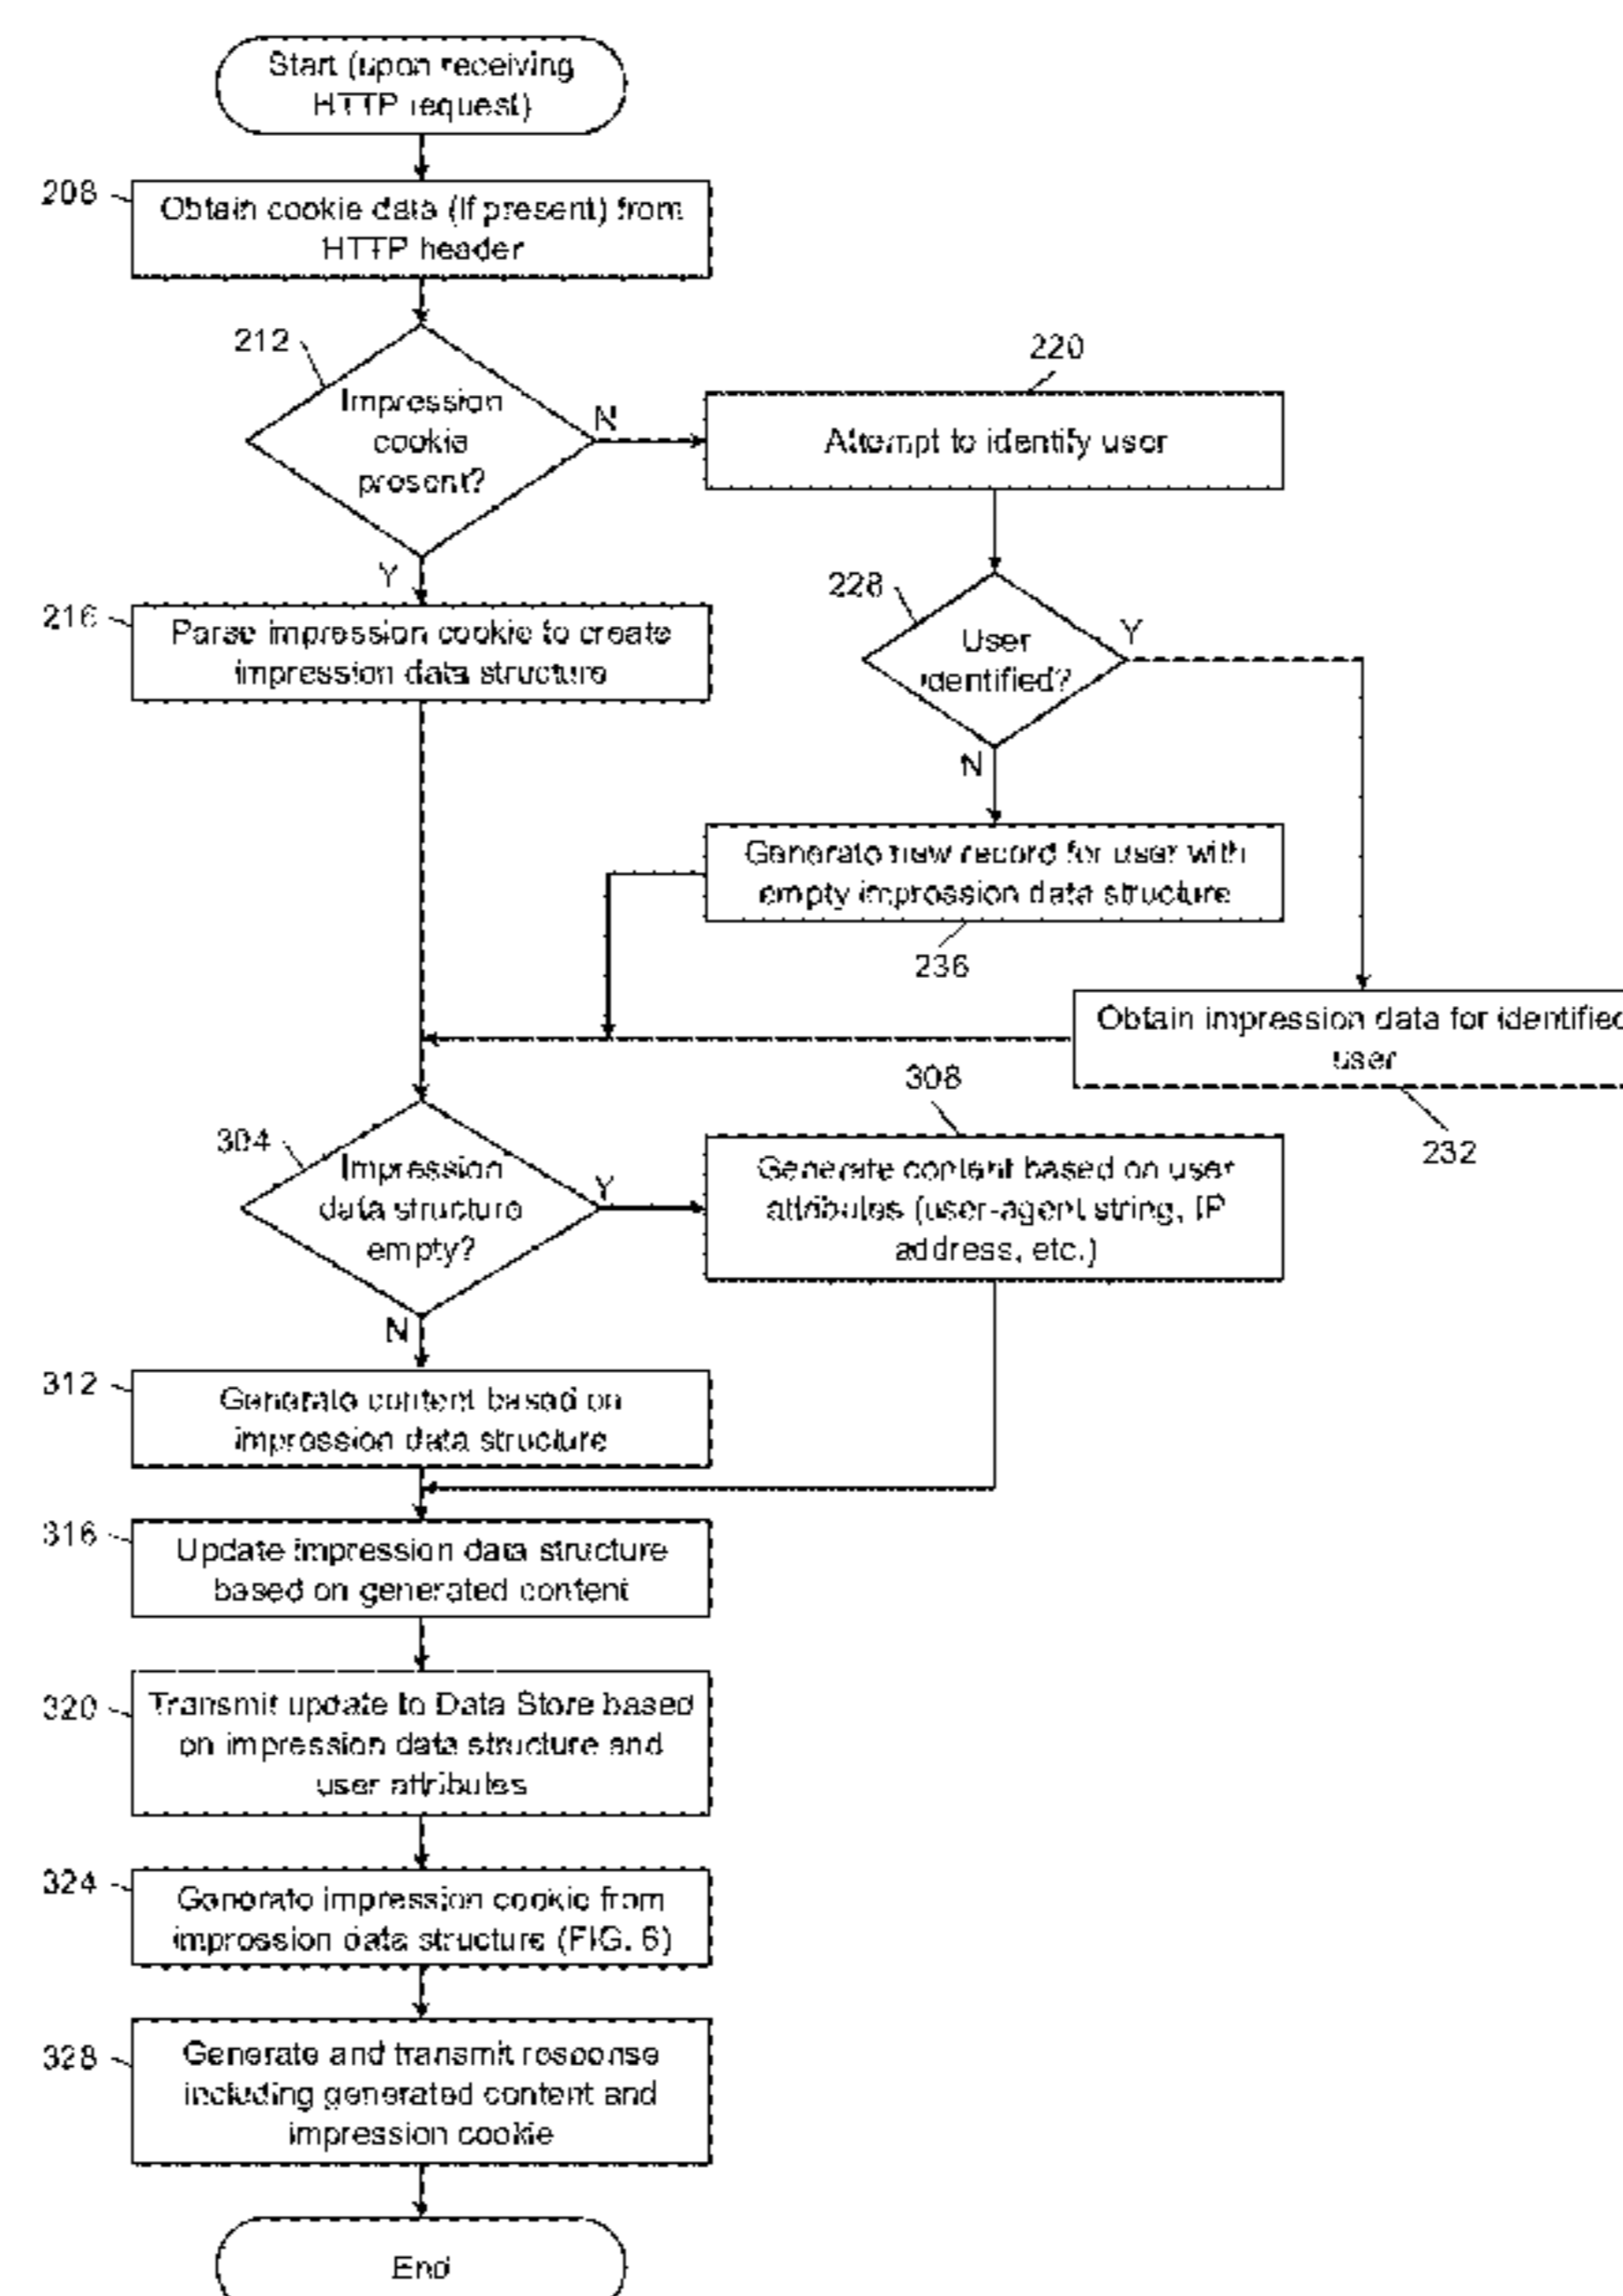 Start (upon receiving
HTTP request)
208
Obtain cookie data (if present) from
HTTP header
212
Impression
cookie
present?
N
Y
220
Attempt to identify user
216
Parse impression cookie to create
impression data structure
228
User
identified?
Y
N
Generate new record for user with
empty impression data structure
236
Obtain impression data for identified
user
232
304
Impression
data structure
empty?
Y
N
308
Generate content based on user
attributes (user-agent string, IP
address, etc.)
312
Generate content based on
impression data structure
316
Update impression data structure
based on generated content
320
Transmit update to Data Store based
on impression data structure and
user attributes
324
Generate impression cookie from
impression data structure (FIG. 6)
328
Generate and transmit response
including generated content and
impression cookie
End